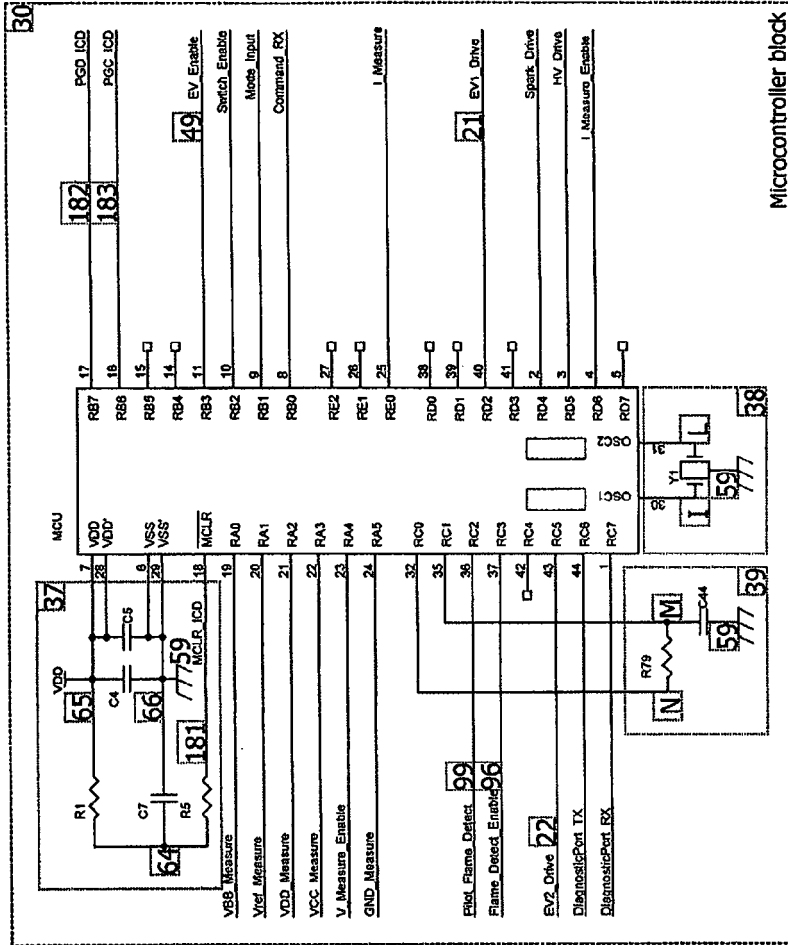 30
PGD_ICD
182
17
RB7
PGC_ICD
183
16
RB6
15
RB5
14
RB4
49
EV_Enable
11
RB3
Switch_Enable
10
RB2
Mode_Input
9
RB1
Command_RX
8
RB0
27
RE2
26
RE1
I_Measure
25
RE0
38
RD0
39
RD1
21
EV1_Drive
40
RD2
41
RD3
Spark_Drive
2
RD4
HV_Drive
3
RD5
I_Measure_Enable
4
RD6
5
RD7
MCU
VDD
7
VDD'
28
VSS
6
VSS'
29
MCLR
18
RA0
19
RA1
20
RA2
21
RA3
22
RA4
23
RA5
24
RC0
32
RC1
35
RC2
36
RC3
37
RC4
42
RC5
43
RC6
44
RC7
1
OSC1
OSC2
30
31
I
Y1
L
59
38
37
VDD
65
C4
C5
66
59
MCLR_ICD
181
R1
C7
R5
64
VBB_Measure
Vref_Measure
VDD_Measure
VCC_Measure
V_Measure_Enable
GND_Measure
Pilot_Flame_Detect
99
Flame_Detect_Enable
96
EV2_Drive
22
DiagnosticPort_TX
DiagnosticPort_RX
39
N
R79
M
C44
59
Microcontroller block